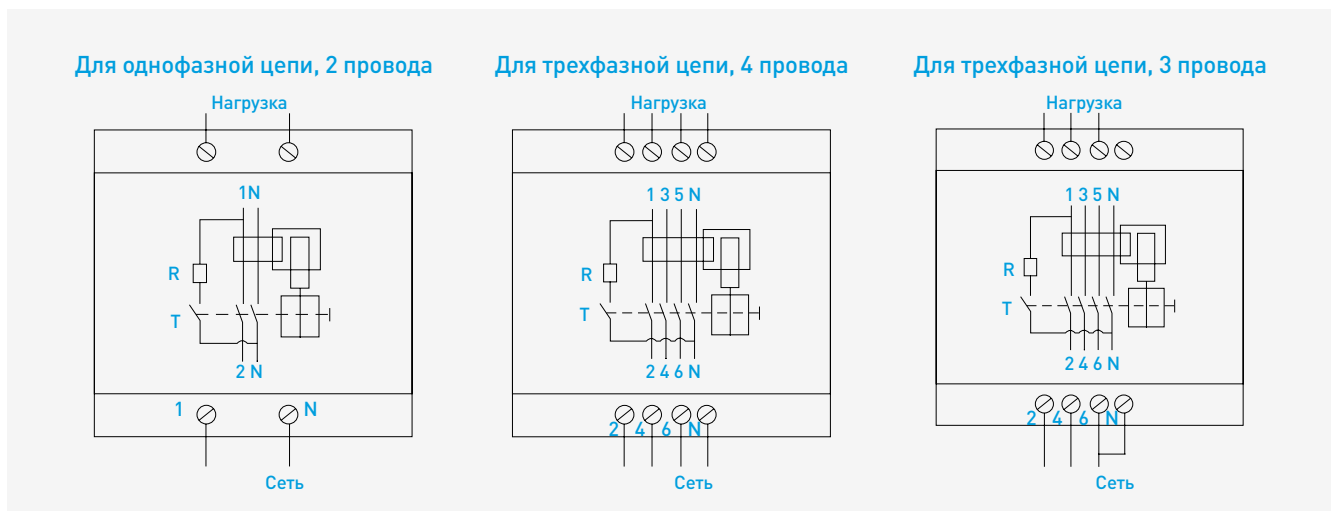 Для однофазной цепи, 2 провода
Нагрузка
1N
R
T
2 N
1
N
Сеть
Для трехфазной цепи, 4 провода
Нагрузка
1 3 5 N
R
T
2 4 6 N
2 4 6 N
Сеть
Для трехфазной цепи, 3 провода
Нагрузка
1 3 5 N
R
T
2 4 6 N
2 4 6 N
Сеть